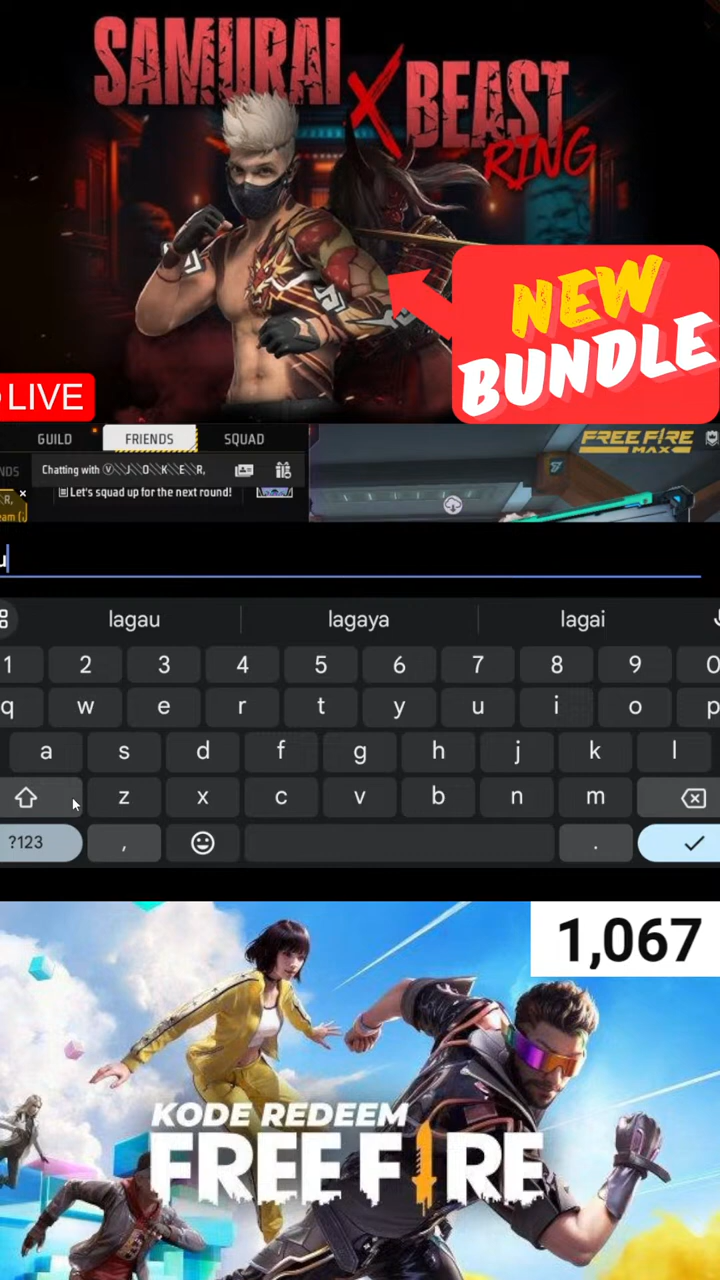 SAMURAI X BEAST
RING
NEW
BUNDLE
LIVE
GUILD FRIENDS SQUAD
FREE FIRE
MAX
Chatting with ⓋJOKER,
Let's squad up for the next round!
u
lagau lagaya lagai
1 2 3 4 5 6 7 8 9 0
q w e r t y u i o p
a s d f g h j k l
z x c v b n m
?123 , .
1,067
KODE REDEEM
FREE FIRE